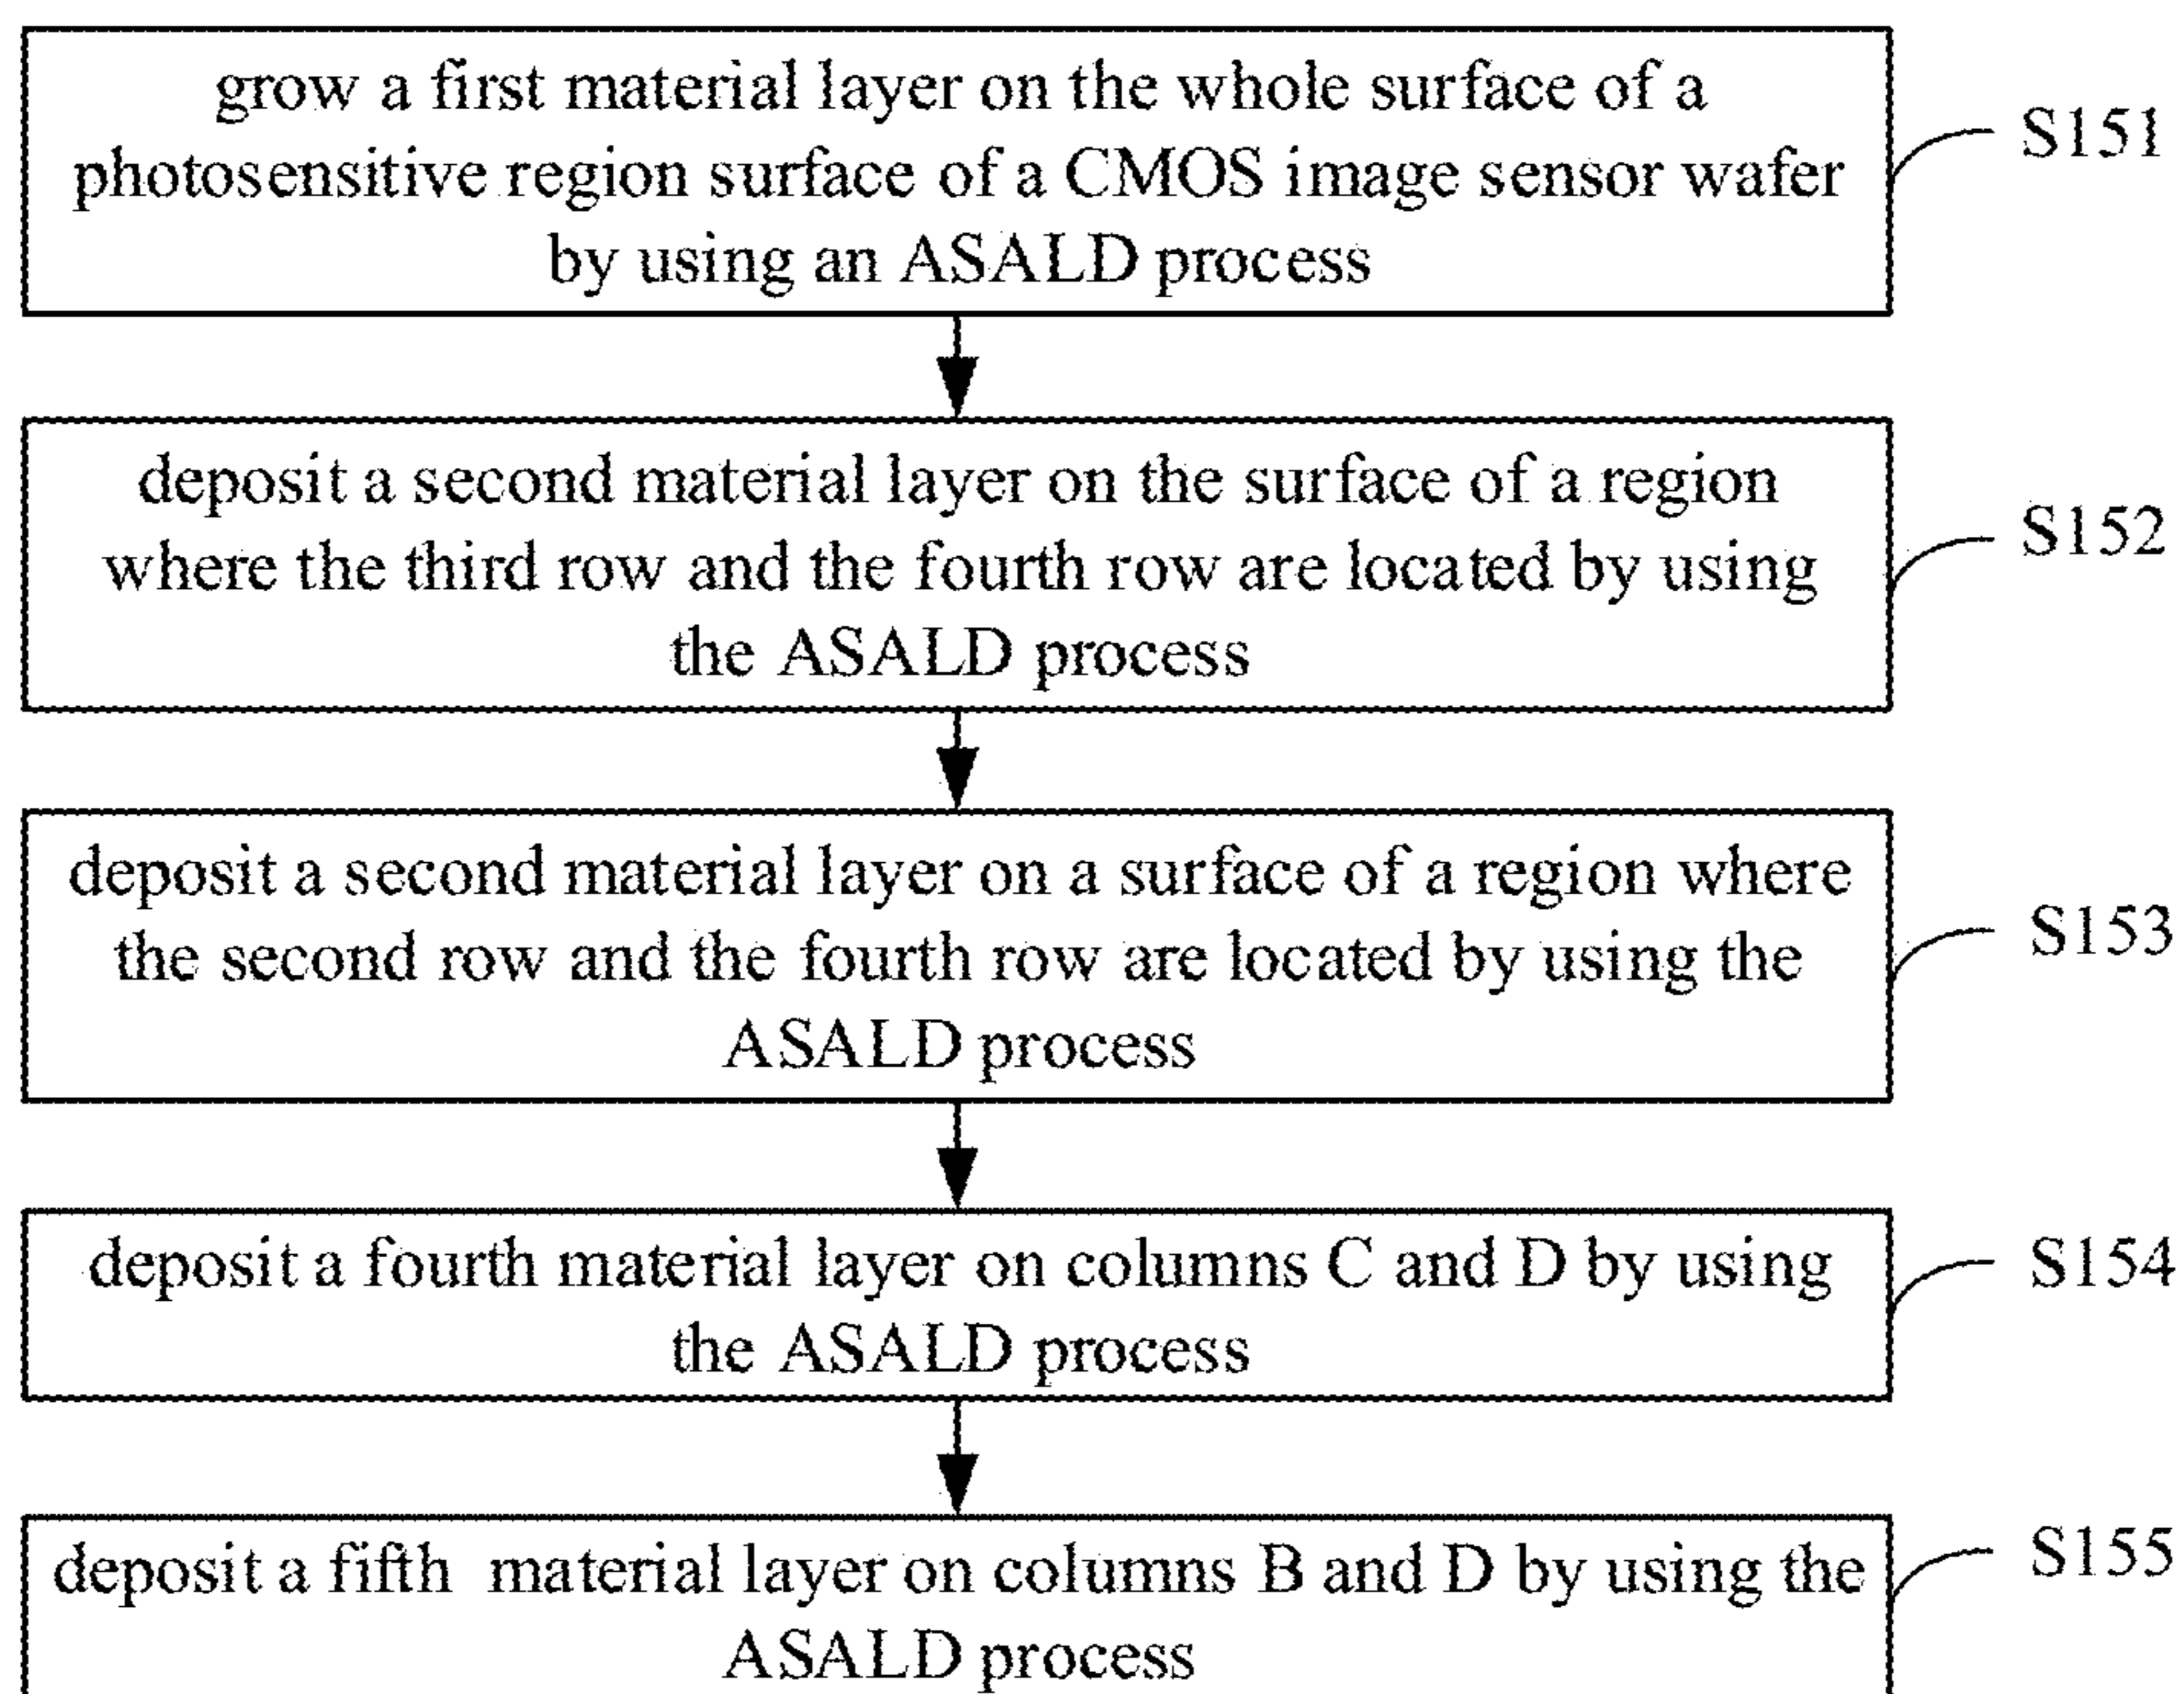 grow a first material layer on the whole surface of a
photosensitive region surface of a CMOS image sensor wafer
by using an ASALD process
S151
deposit a second material layer on the surface of a region
where the third row and the fourth row are located by using
the ASALD process
S152
deposit a second material layer on a surface of a region where
the second row and the fourth row are located by using the
ASALD process
S153
deposit a fourth material layer on columns C and D by using
the ASALD process
S154
deposit a fifth material layer on columns B and D by using the
ASALD process
S155